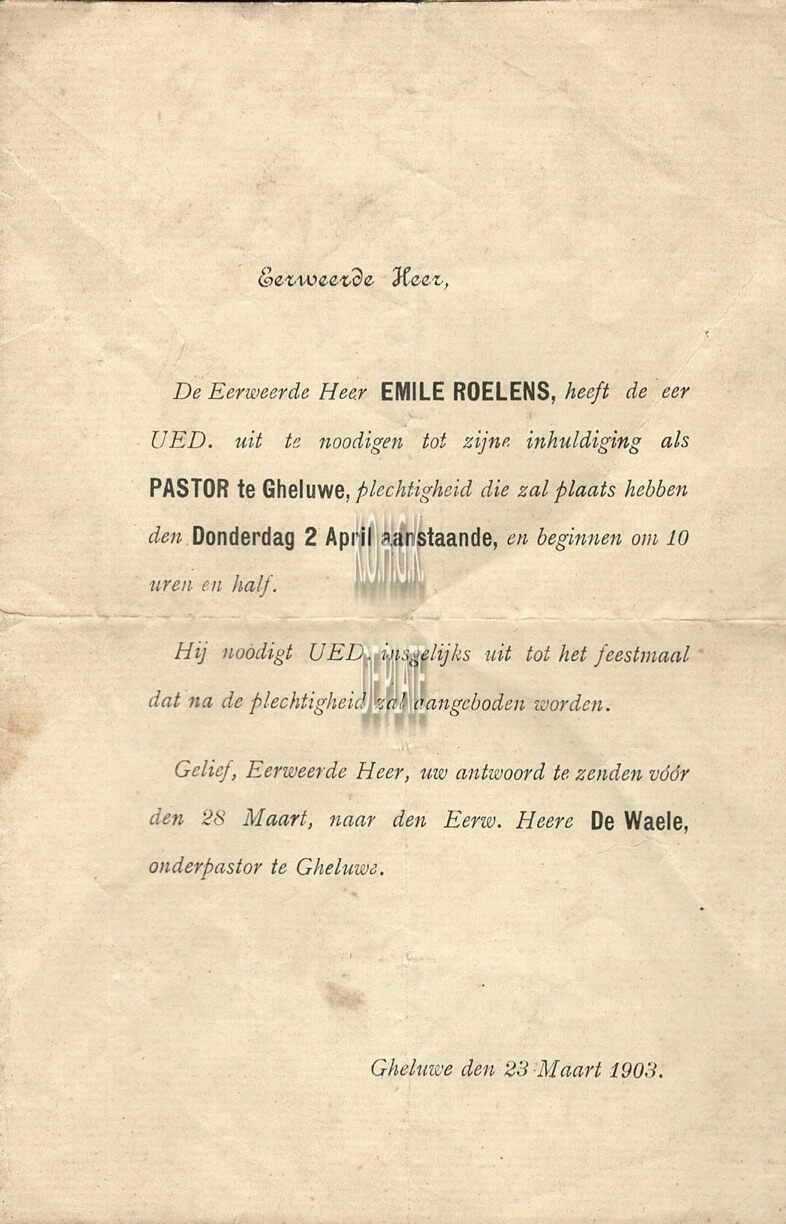 Eerweerde Heer,
De Eerweerde Heer EMILE ROELENS, heeft de eer
UED. uit te noodigen tot zijne inhuldiging als
PASTOR te Gheluwe, plechtigheid die zal plaats hebben
den Donderdag 2 April aanstaande, en beginnen om 10
uren en half.
Hij noodigt UED. insgelijks uit tot het feestmaal
dat na de plechtigheid zal aangeboden worden.
Gelief, Eerweerde Heer, uw antwoord te zenden vóór
den 28 Maart, naar den Eerw. Heere De Waele,
onderpastor te Gheluwe.
Gheluwe den 23 Maart 1903.
K.O.H.G.K.
DE PLATE